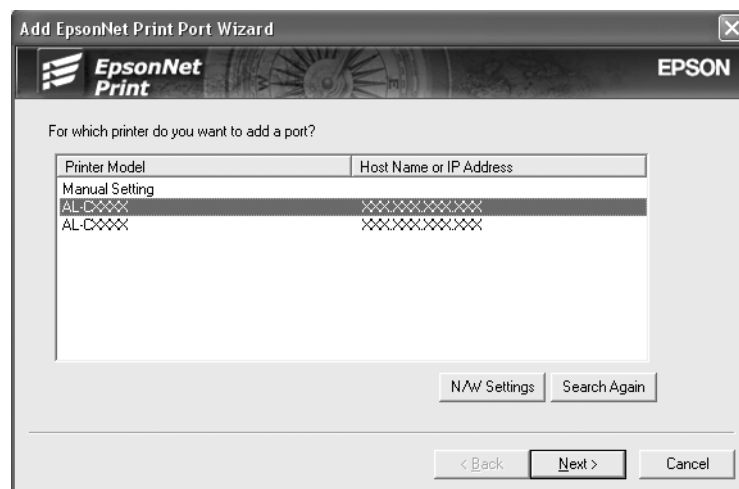 Add EpsonNet Print Port Wizard
EpsonNet
Print
EPSON
For which printer do you want to add a port?
Printer Model Host Name or IP Address
Manual Setting
AL-CXXXX XXX.XXX.XXX.XXX
AL-CXXXX XXX.XXX.XXX.XXX
N/W Settings Search Again
< Back Next > Cancel